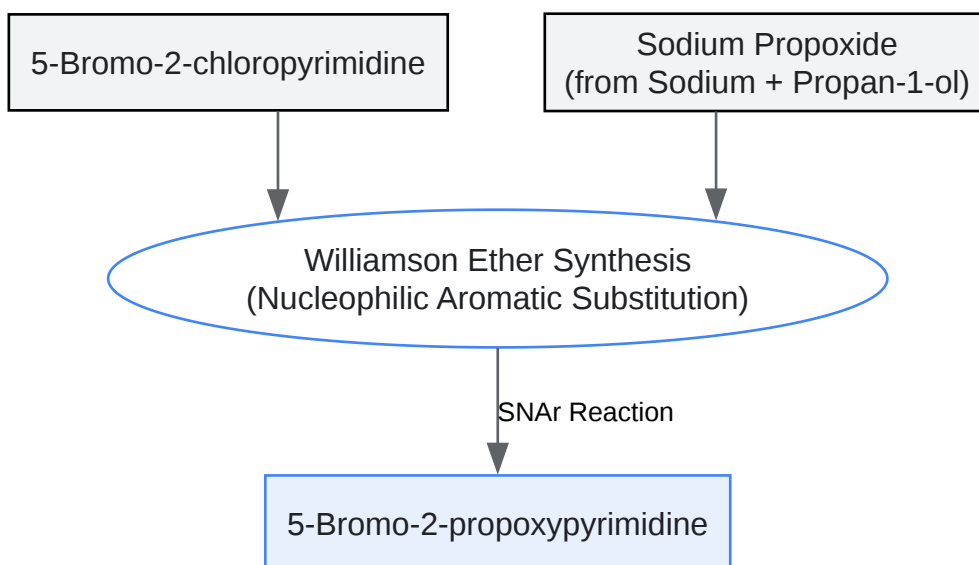 5-Bromo-2-chloropyrimidine
Sodium Propoxide
(from Sodium + Propan-1-ol)
Williamson Ether Synthesis
(Nucleophilic Aromatic Substitution)
SNAr Reaction
5-Bromo-2-propoxypyrimidine